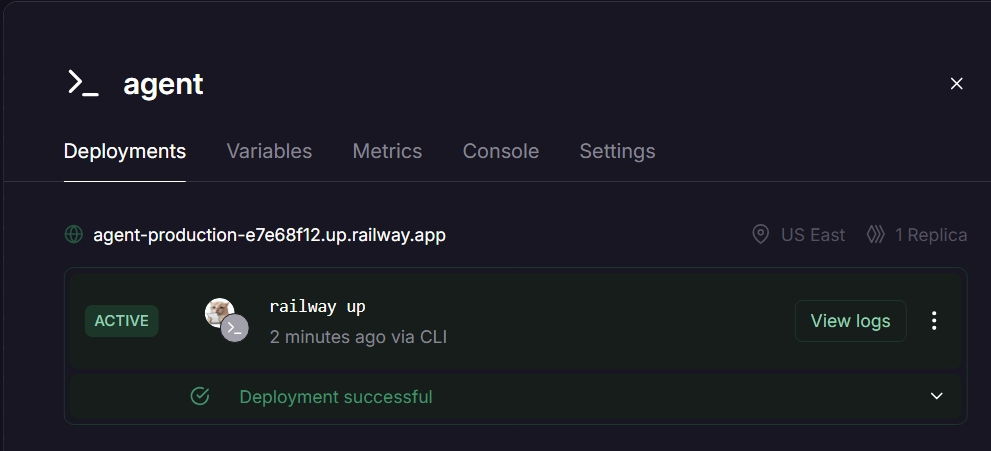 agent
Deployments Variables Metrics Console Settings
agent-production-e7e68f12.up.railway.app US East 1 Replica
ACTIVE railway up View logs
2 minutes ago via CLI
Deployment successful